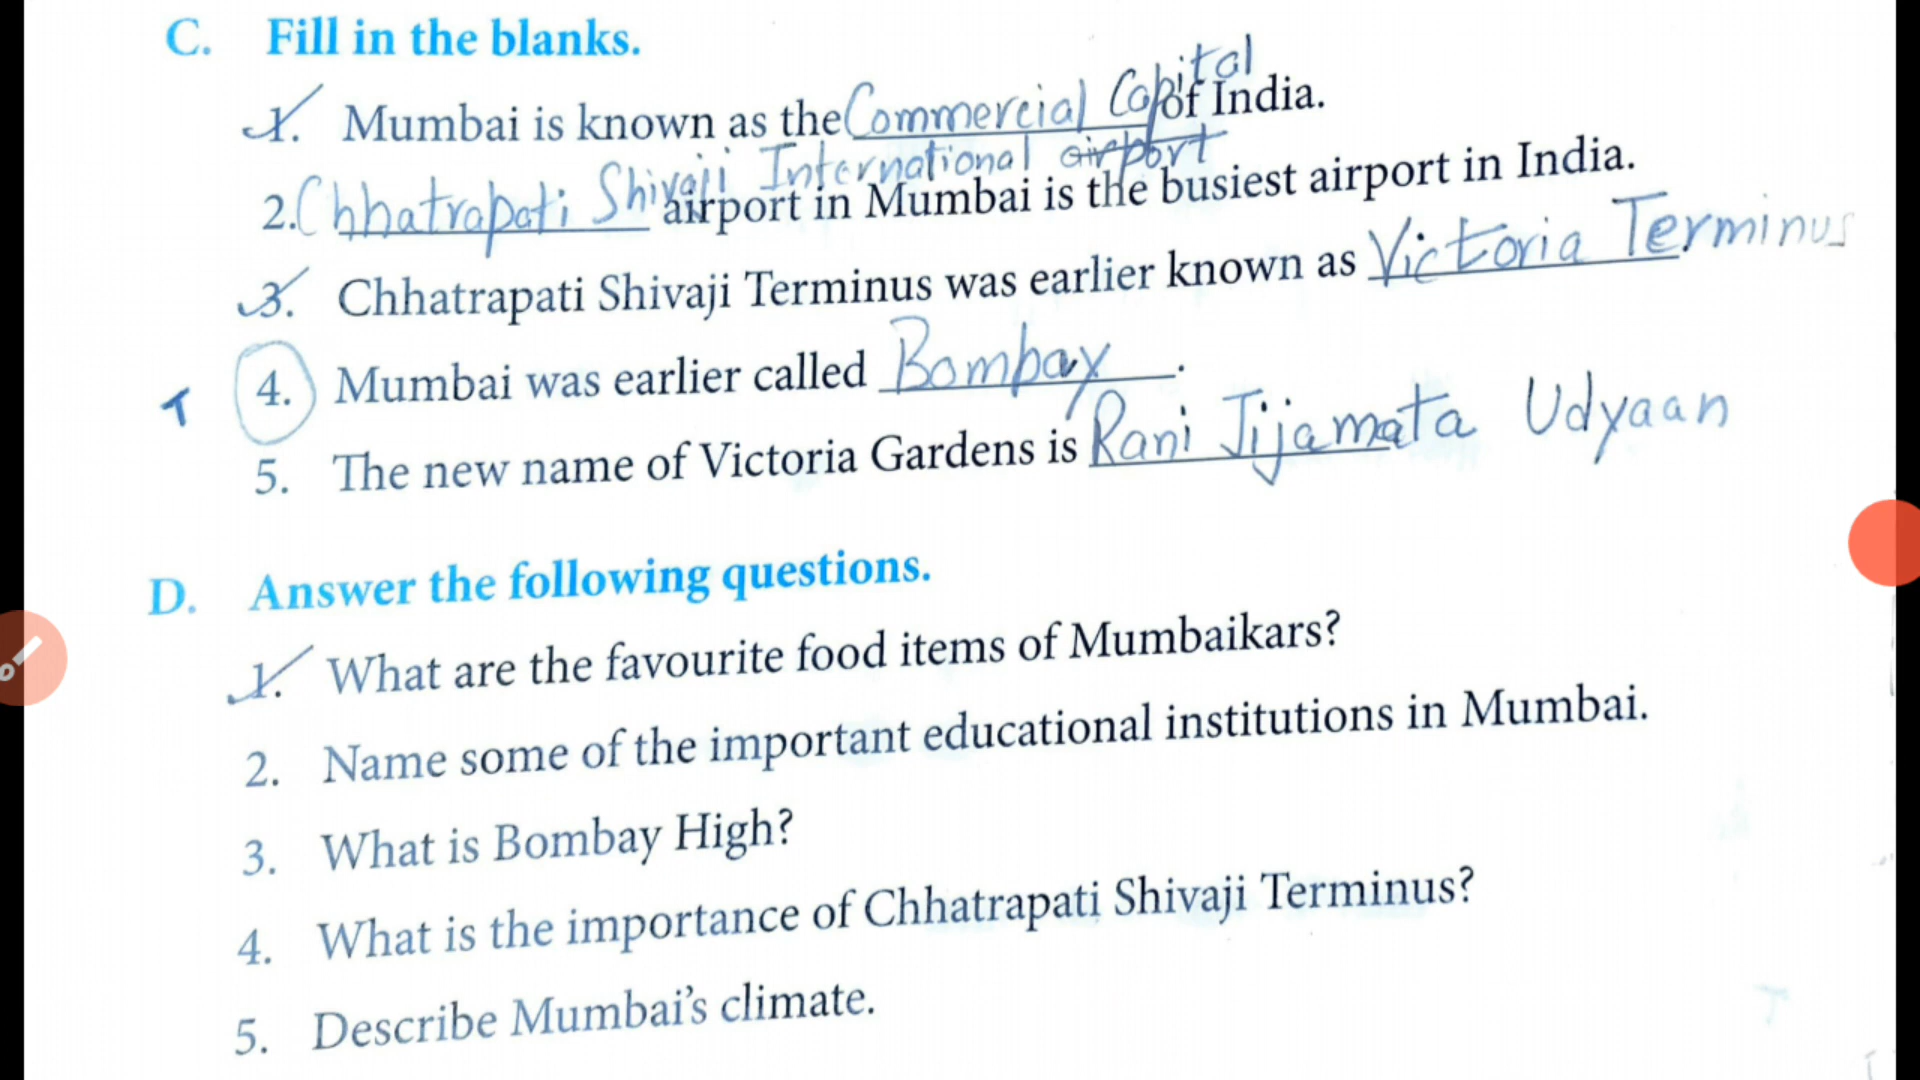 C. Fill in the blanks.
1. Mumbai is known as the Commercial Capital of India.
2. Chhatrapati Shivaji International airport airport in Mumbai is the busiest airport in India.
3. Chhatrapati Shivaji Terminus was earlier known as Victoria Terminus.
T 4. Mumbai was earlier called Bombay.
5. The new name of Victoria Gardens is Rani Jijamata Udyaan
D. Answer the following questions.
1. What are the favourite food items of Mumbaikars?
2. Name some of the important educational institutions in Mumbai.
3. What is Bombay High?
4. What is the importance of Chhatrapati Shivaji Terminus?
5. Describe Mumbai's climate.